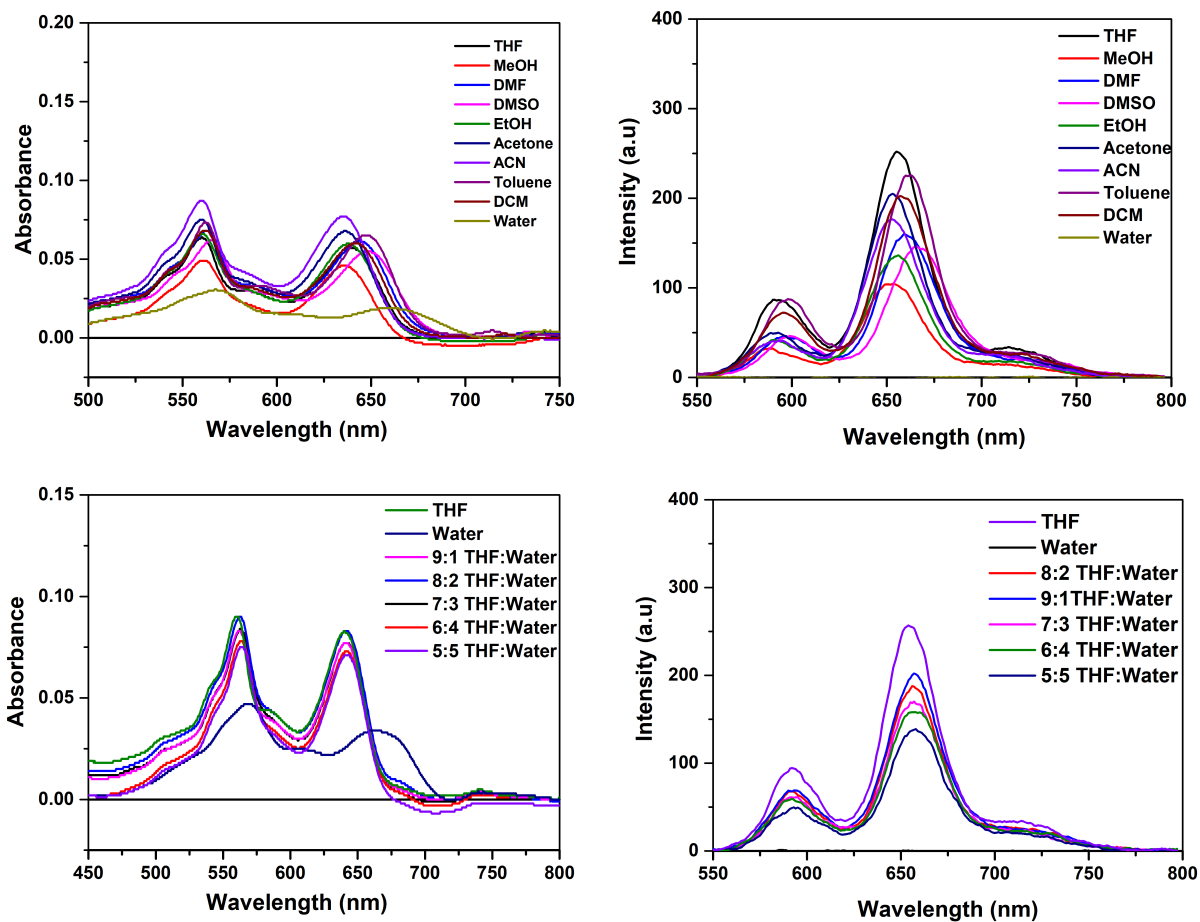 0.20
0.15
0.10
0.05
0.00
Absorbance
THF
MeOH
DMF
DMSO
EtOH
Acetone
ACN
Toluene
DCM
Water
500 550 600 650 700 750
Wavelength (nm)
400
300
200
100
0
Intensity (a.u)
THF
MeOH
DMF
DMSO
EtOH
Acetone
ACN
Toluene
DCM
Water
550 600 650 700 750 800
Wavelength (nm)
0.15
0.10
0.05
0.00
Absorbance
THF
Water
9:1 THF:Water
8:2 THF:Water
7:3 THF:Water
6:4 THF:Water
5:5 THF:Water
450 500 550 600 650 700 750 800
Wavelength (nm)
400
300
200
100
0
Intensity (a.u)
THF
Water
8:2 THF:Water
9:1THF:Water
7:3 THF:Water
6:4 THF:Water
5:5 THF:Water
550 600 650 700 750 800
Wavelength (nm)